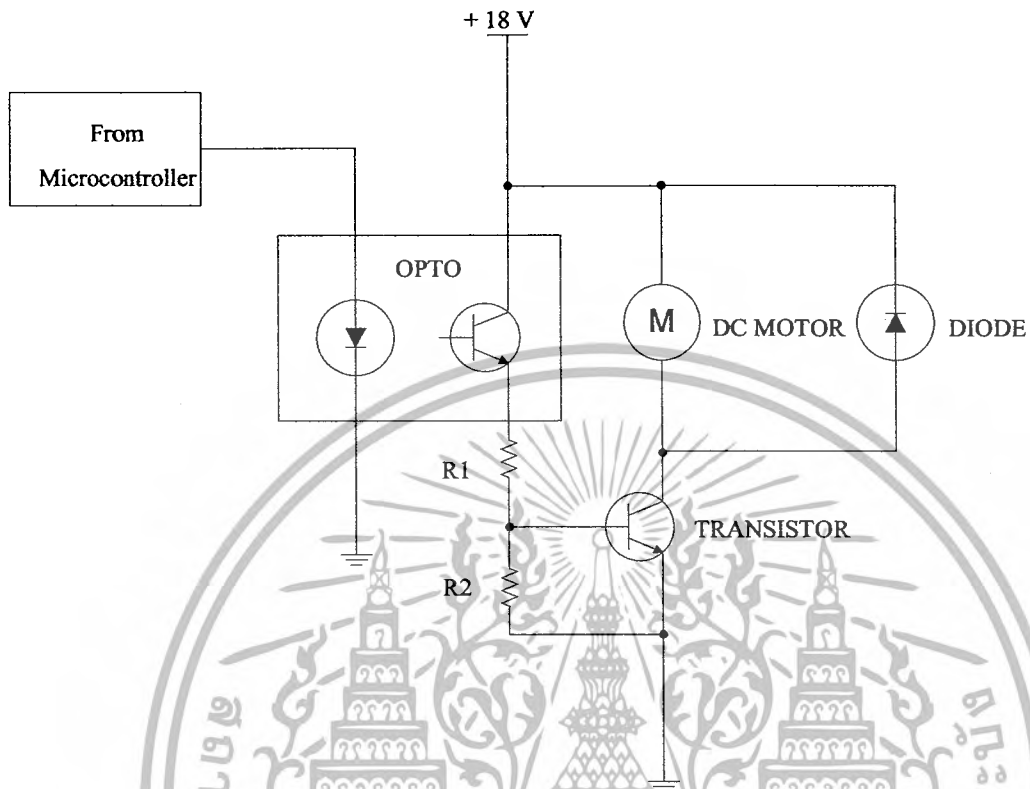 + 18 V
From
Microcontroller
OPTO
M
DC MOTOR
DIODE
R1
TRANSISTOR
R2